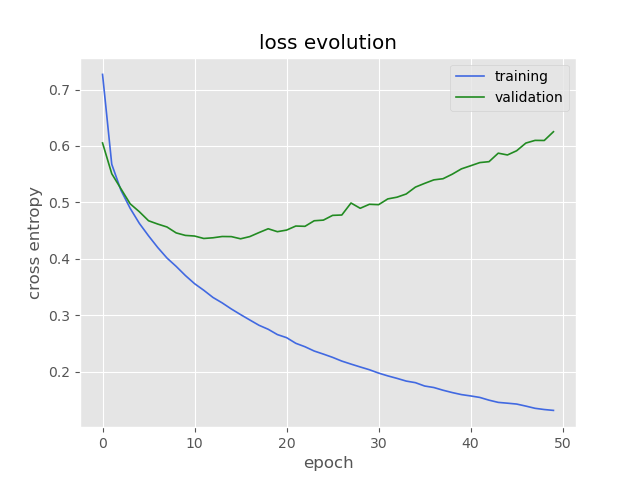 loss evolution
training
validation
cross entropy
0.7
0.6
0.5
0.4
0.3
0.2
0 10 20 30 40 50
epoch